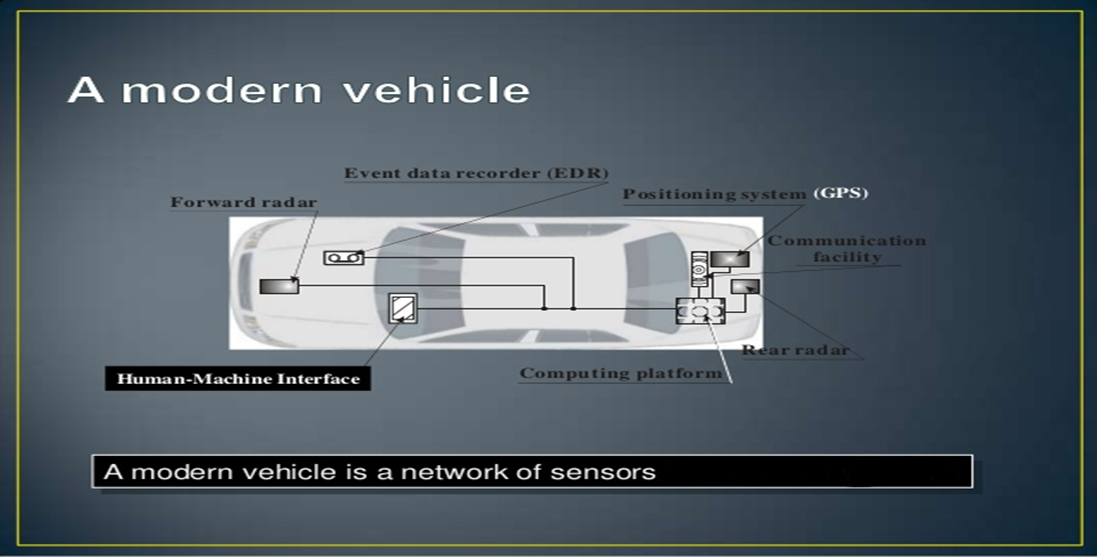 A modern vehicle
Event data recorder (EDR)
Forward radar
Positioning system (GPS)
Communication
facility
Rear radar
Computing platform
Human-Machine Interface
A modern vehicle is a network of sensors